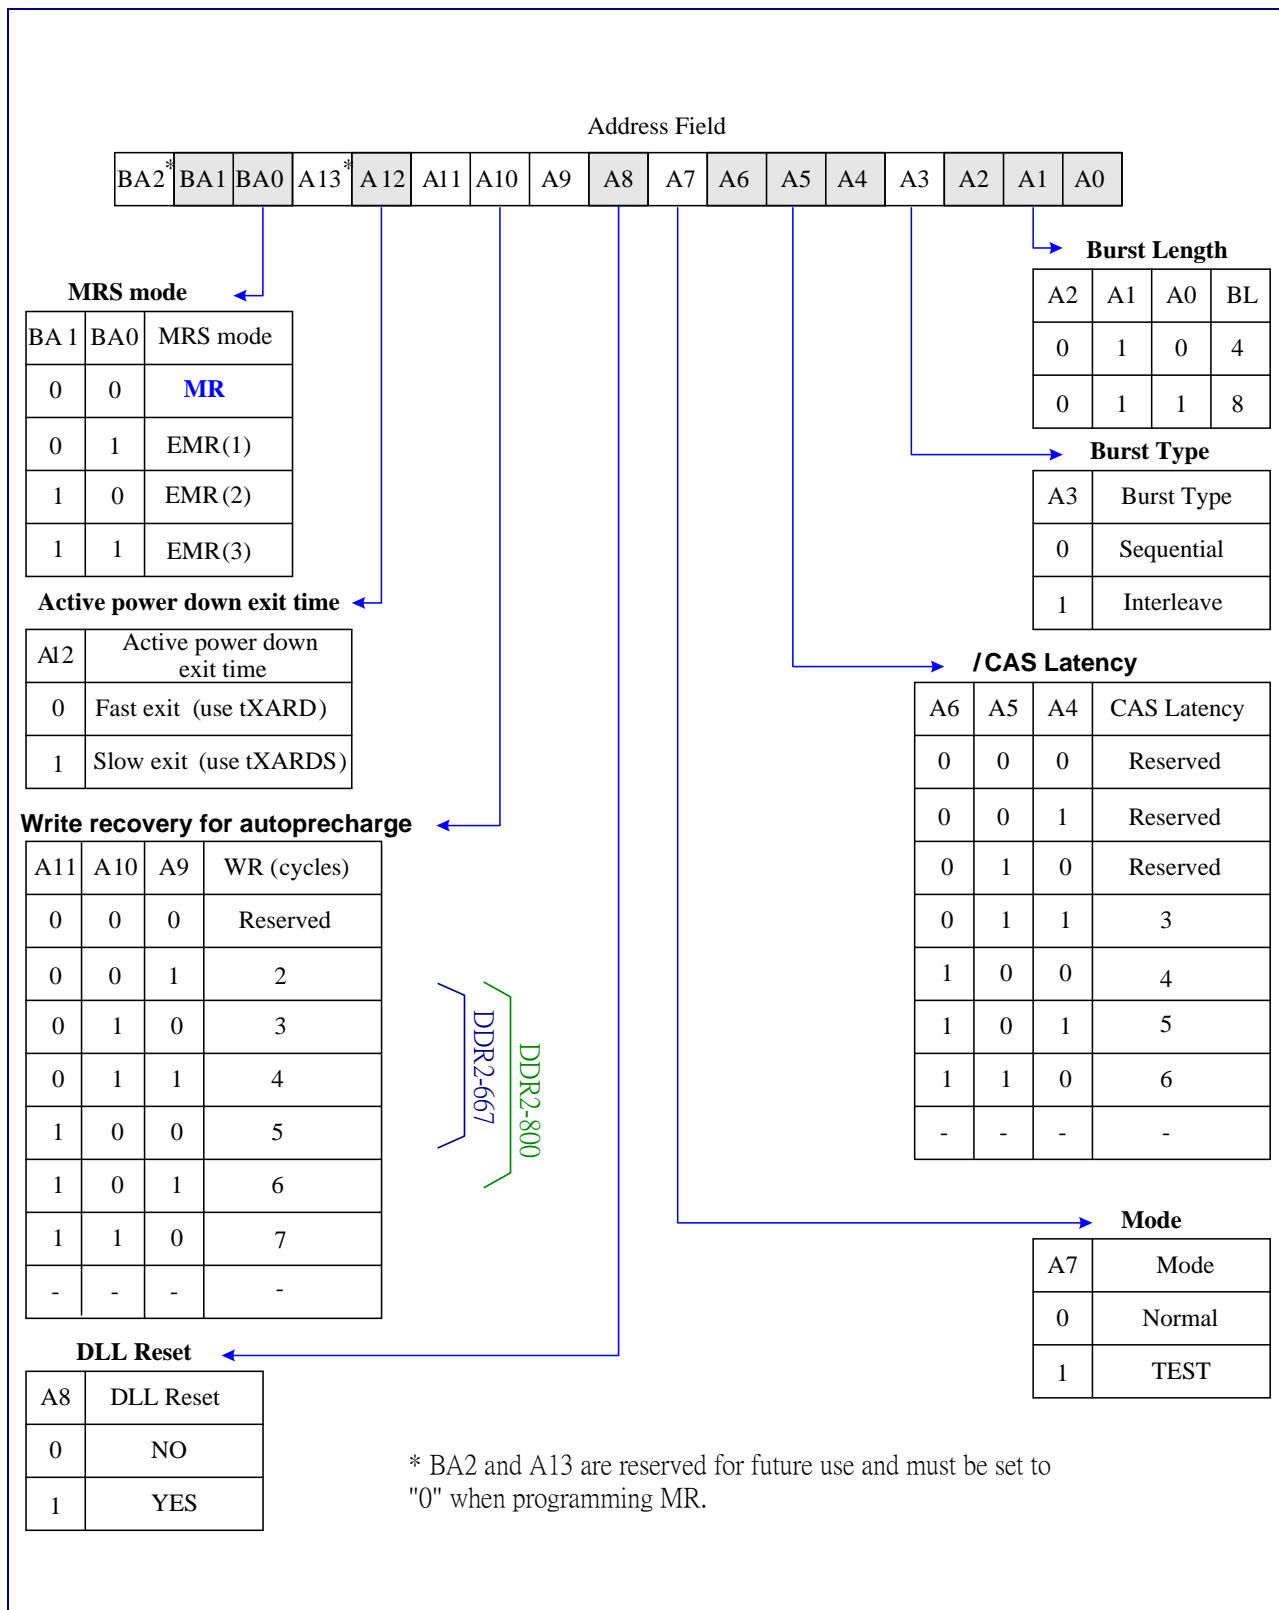 Address Field
BA2* BA1 BA0 A13* A12 A11 A10 A9 A8 A7 A6 A5 A4 A3 A2 A1 A0
MRS mode
BA1 BA0 MRS mode
0 0 MR
0 1 EMR(1)
1 0 EMR(2)
1 1 EMR(3)
Active power down exit time
A12 Active power down
exit time
0 Fast exit (use tXARD)
1 Slow exit (use tXARDS)
Write recovery for autoprecharge
A11 A10 A9 WR (cycles)
0 0 0 Reserved
0 0 1 2
0 1 0 3
0 1 1 4
1 0 0 5
1 0 1 6
1 1 0 7
- - - -
DDR2-667
DDR2-800
DLL Reset
A8 DLL Reset
0 NO
1 YES
Burst Length
A2 A1 A0 BL
0 1 0 4
0 1 1 8
Burst Type
A3 Burst Type
0 Sequential
1 Interleave
/CAS Latency
A6 A5 A4 CAS Latency
0 0 0 Reserved
0 0 1 Reserved
0 1 0 Reserved
0 1 1 3
1 0 0 4
1 0 1 5
1 1 0 6
- - - -
Mode
A7 Mode
0 Normal
1 TEST
* BA2 and A13 are reserved for future use and must be set to
"0" when programming MR.